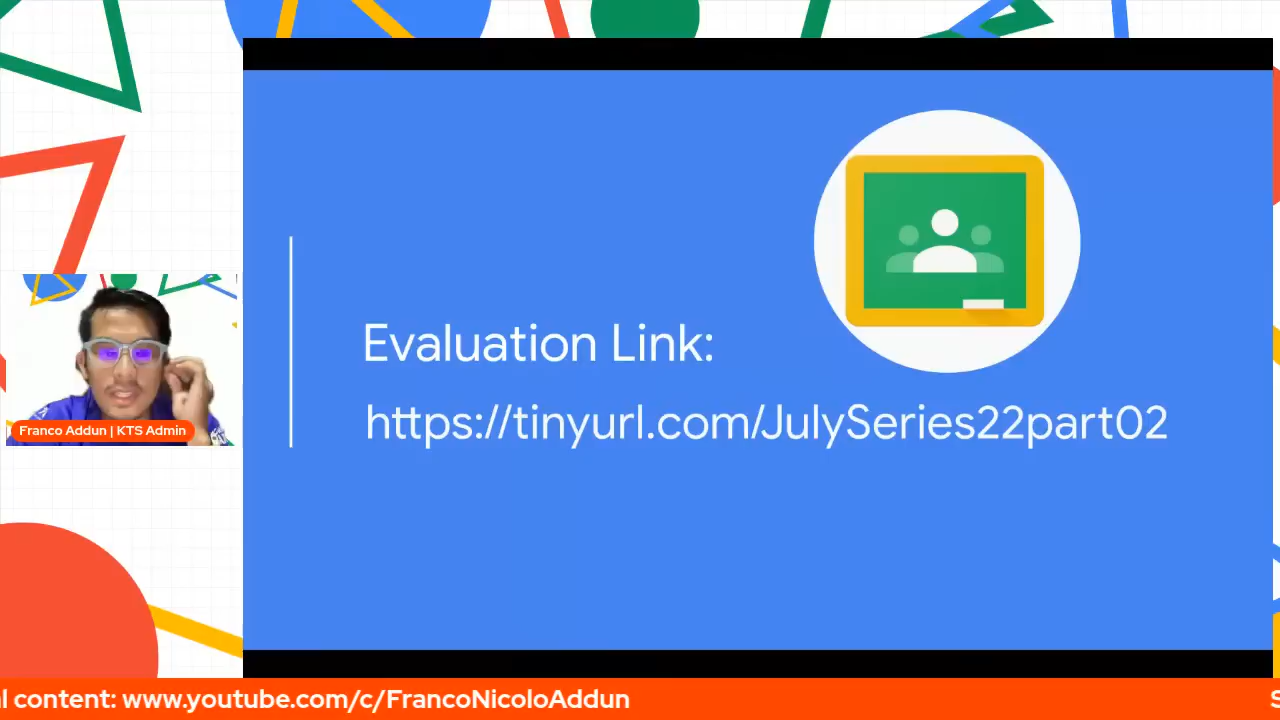 Evaluation Link:
https://tinyurl.com/JulySeries22part02
Franco Addun | KTS Admin
content: www.youtube.com/c/FrancoNicoloAddun